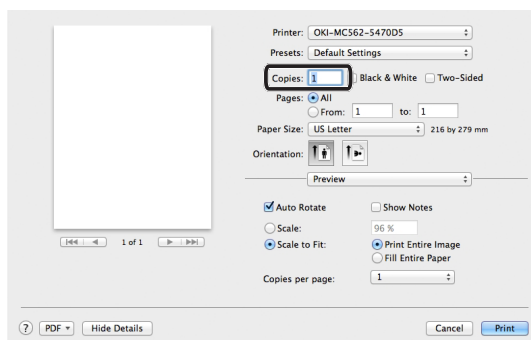 Printer: OKI-MC562-5470D5
Presets: Default Settings
Copies: 1 Black & White Two-Sided
Pages: All
From: 1 to: 1
Paper Size: US Letter 216 by 279 mm
Orientation:
Preview
Auto Rotate Show Notes
Scale: 96 %
Scale to Fit: Print Entire Image
Fill Entire Paper
Copies per page: 1
1 of 1
? PDF Hide Details Cancel Print